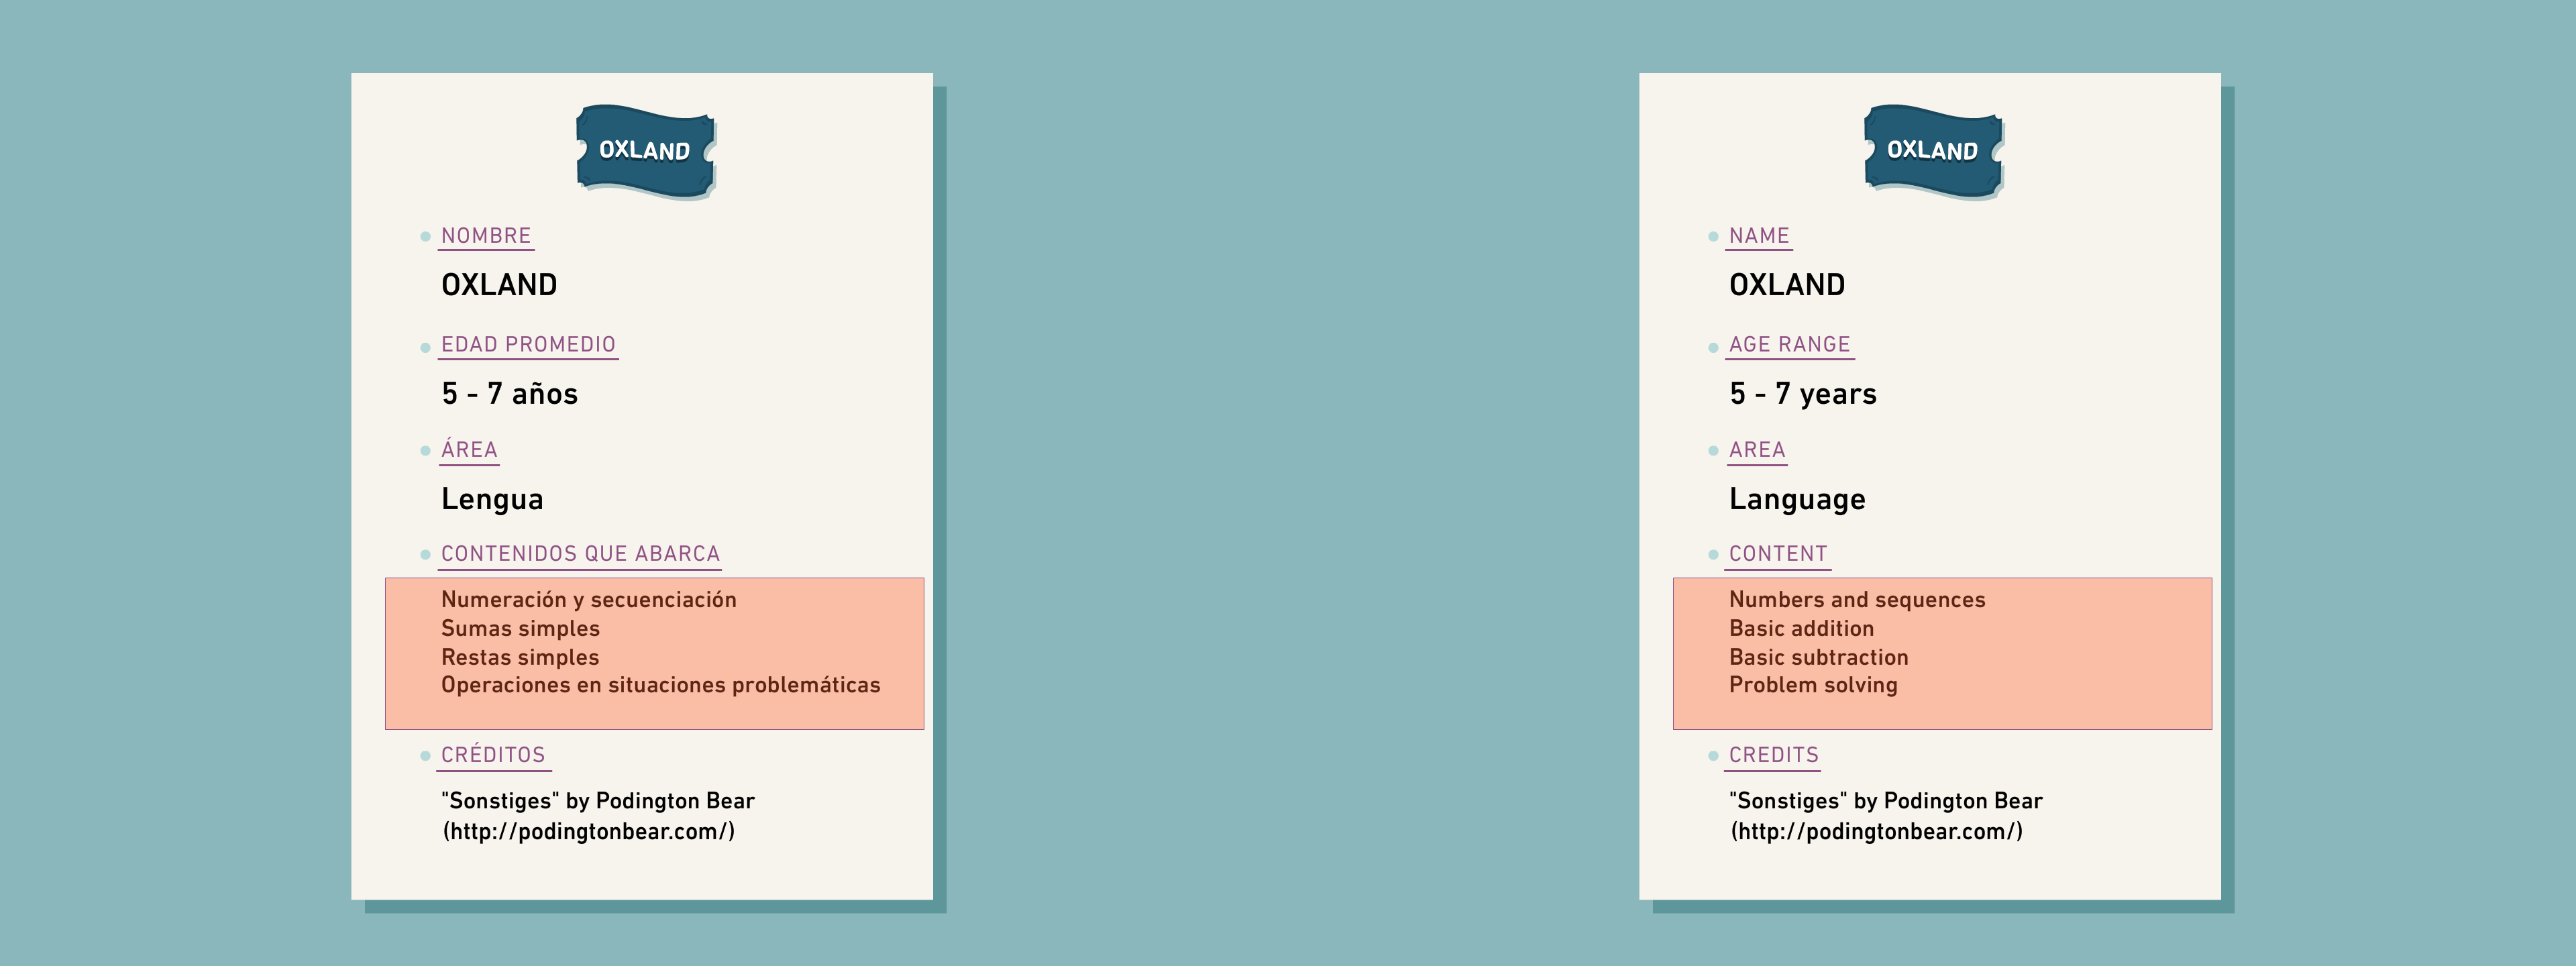 OXLAND
NOMBRE
OXLAND
EDAD PROMEDIO
5 - 7 años
ÁREA
Lengua
CONTENIDOS QUE ABARCA
Numeración y secuenciación
Sumas simples
Restas simples
Operaciones en situaciones problemáticas
CRÉDITOS
"Sonstiges" by Podington Bear
(http://podingtonbear.com/)
OXLAND
NAME
OXLAND
AGE RANGE
5 - 7 years
AREA
Language
CONTENT
Numbers and sequences
Basic addition
Basic subtraction
Problem solving
CREDITS
"Sonstiges" by Podington Bear
(http://podingtonbear.com/)